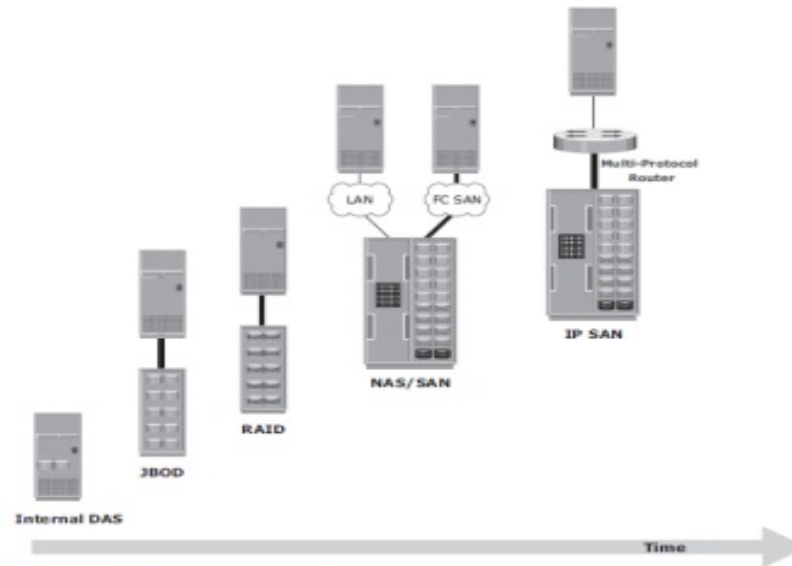 Multi-Protocol
Router
LAN
FC SAN
IP SAN
NAS/SAN
RAID
JBOD
Internal DAS
Time